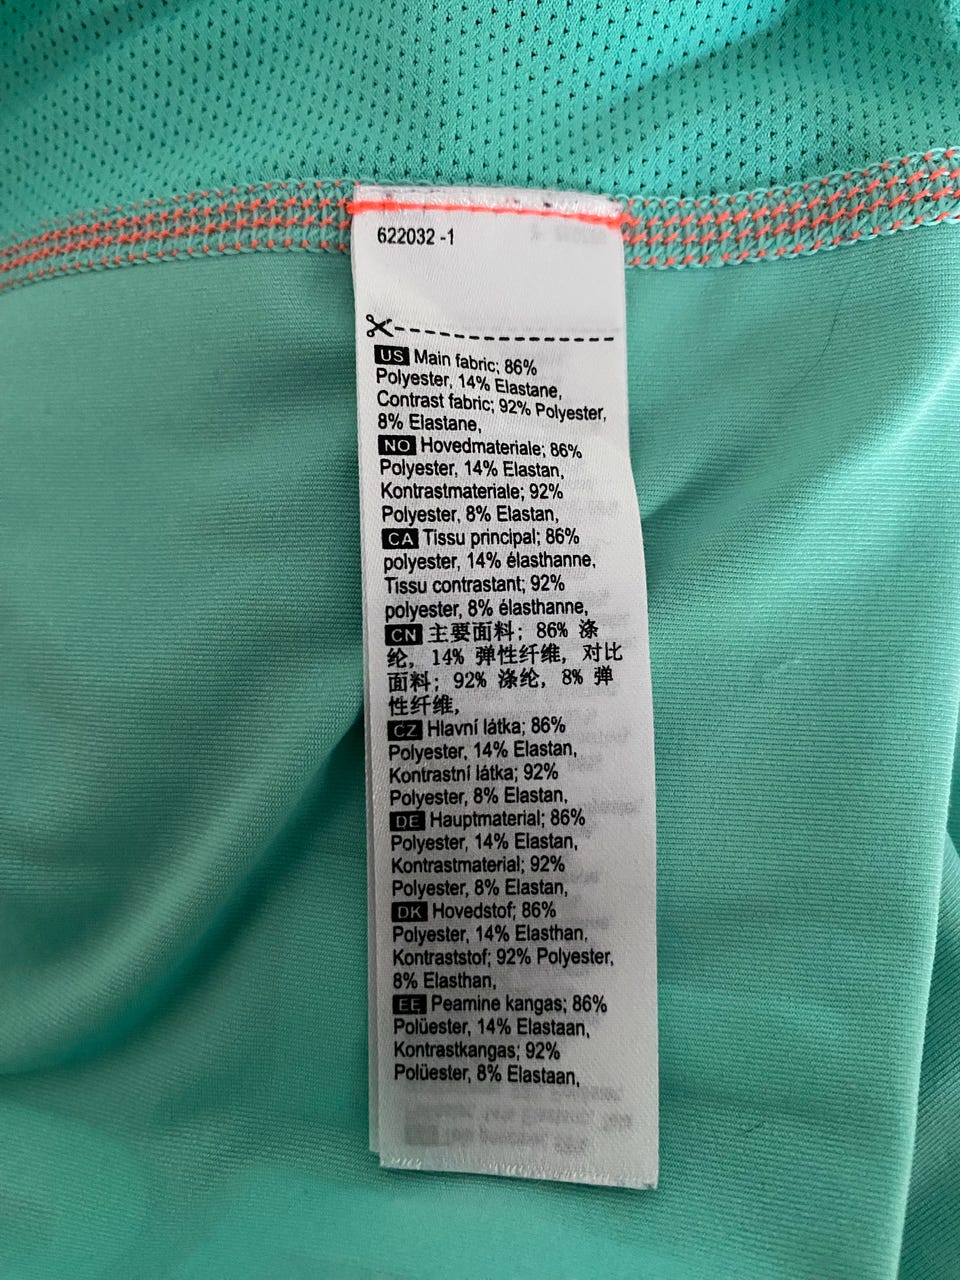 622032 -1
US Main fabric; 86%
Polyester, 14% Elastane,
Contrast fabric; 92% Polyester,
8% Elastane,
NO Hovedmateriale; 86%
Polyester, 14% Elastan,
Kontrastmateriale; 92%
Polyester, 8% Elastan,
CA Tissu principal; 86%
polyester, 14% élasthanne,
Tissu contrastant; 92%
polyester, 8% élasthanne,
CN 主要面料; 86% 涤
纶, 14% 弹性纤维, 对比
面料; 92% 涤纶, 8% 弹
性纤维,
CZ Hlavní látka; 86%
Polyester, 14% Elastan,
Kontrastní látka; 92%
Polyester, 8% Elastan,
DE Hauptmaterial; 86%
Polyester, 14% Elastan,
Kontrastmaterial; 92%
Polyester, 8% Elastan,
DK Hovedstof; 86%
Polyester, 14% Elasthan,
Kontraststof; 92% Polyester,
8% Elasthan,
EE Peamine kangas; 86%
Polüester, 14% Elastaan,
Kontrastkangas; 92%
Polüester, 8% Elastaan,